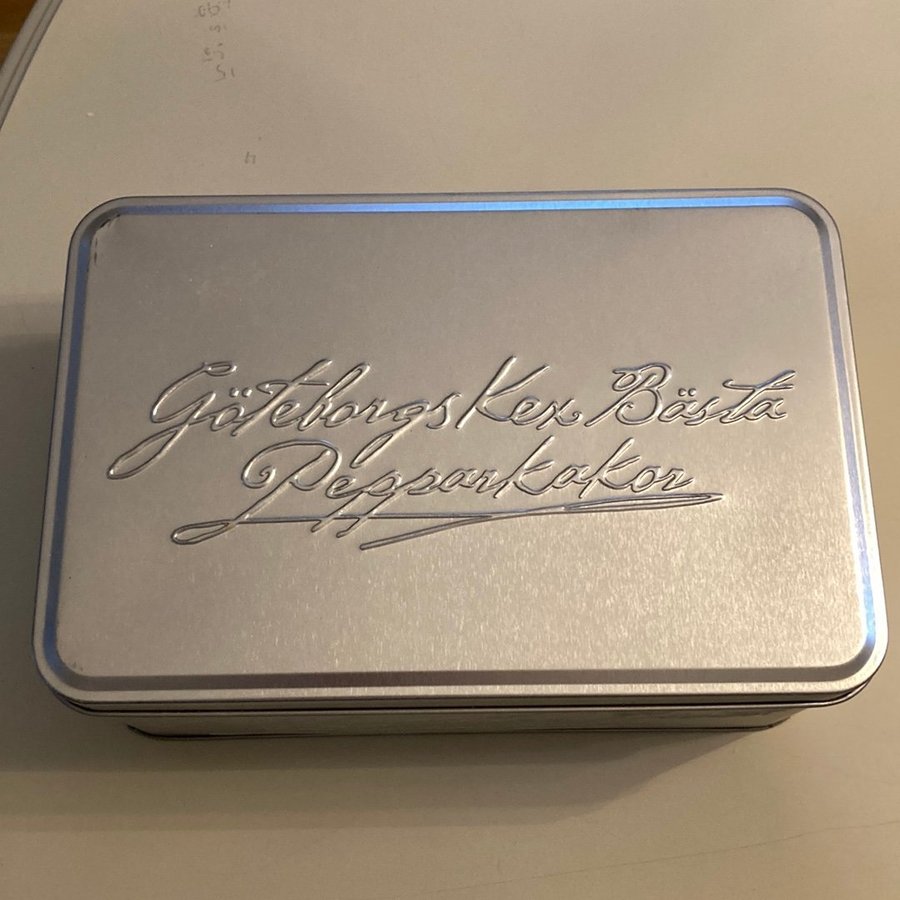 Göteborgs Kex Bästa
Pepparkakor